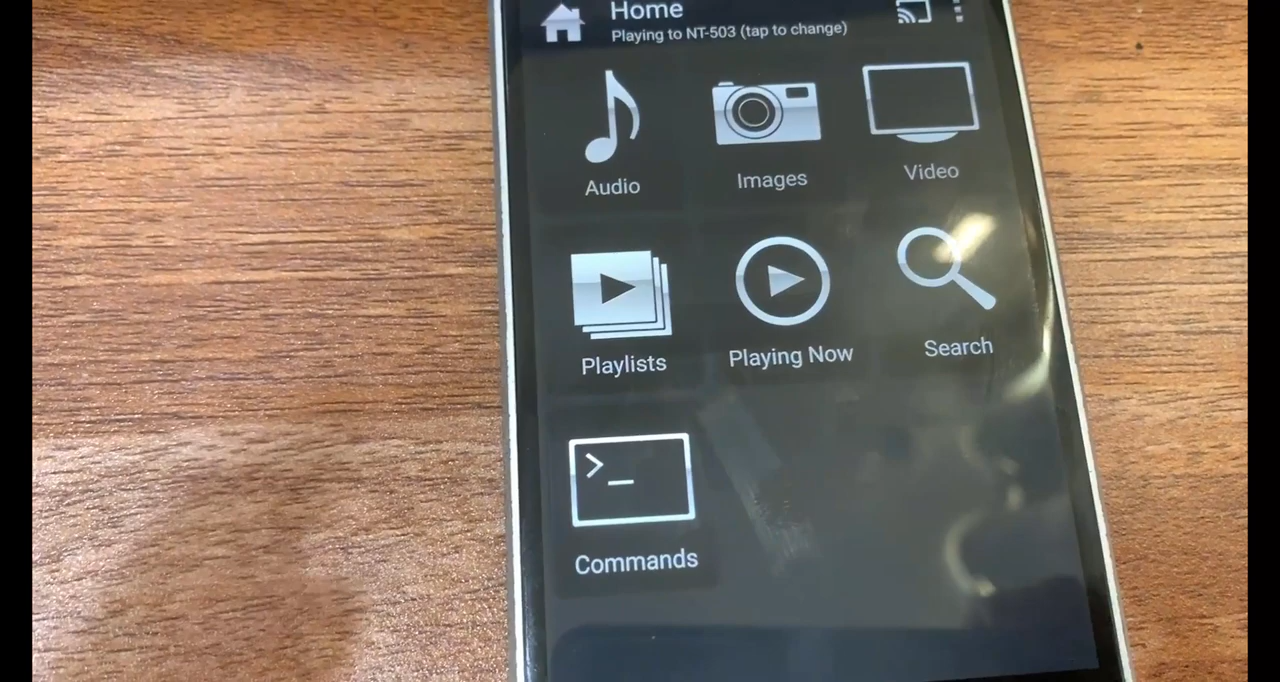 Home
Playing to NT-503 (tap to change)
Audio
Images
Video
Playlists
Playing Now
Search
>_
Commands